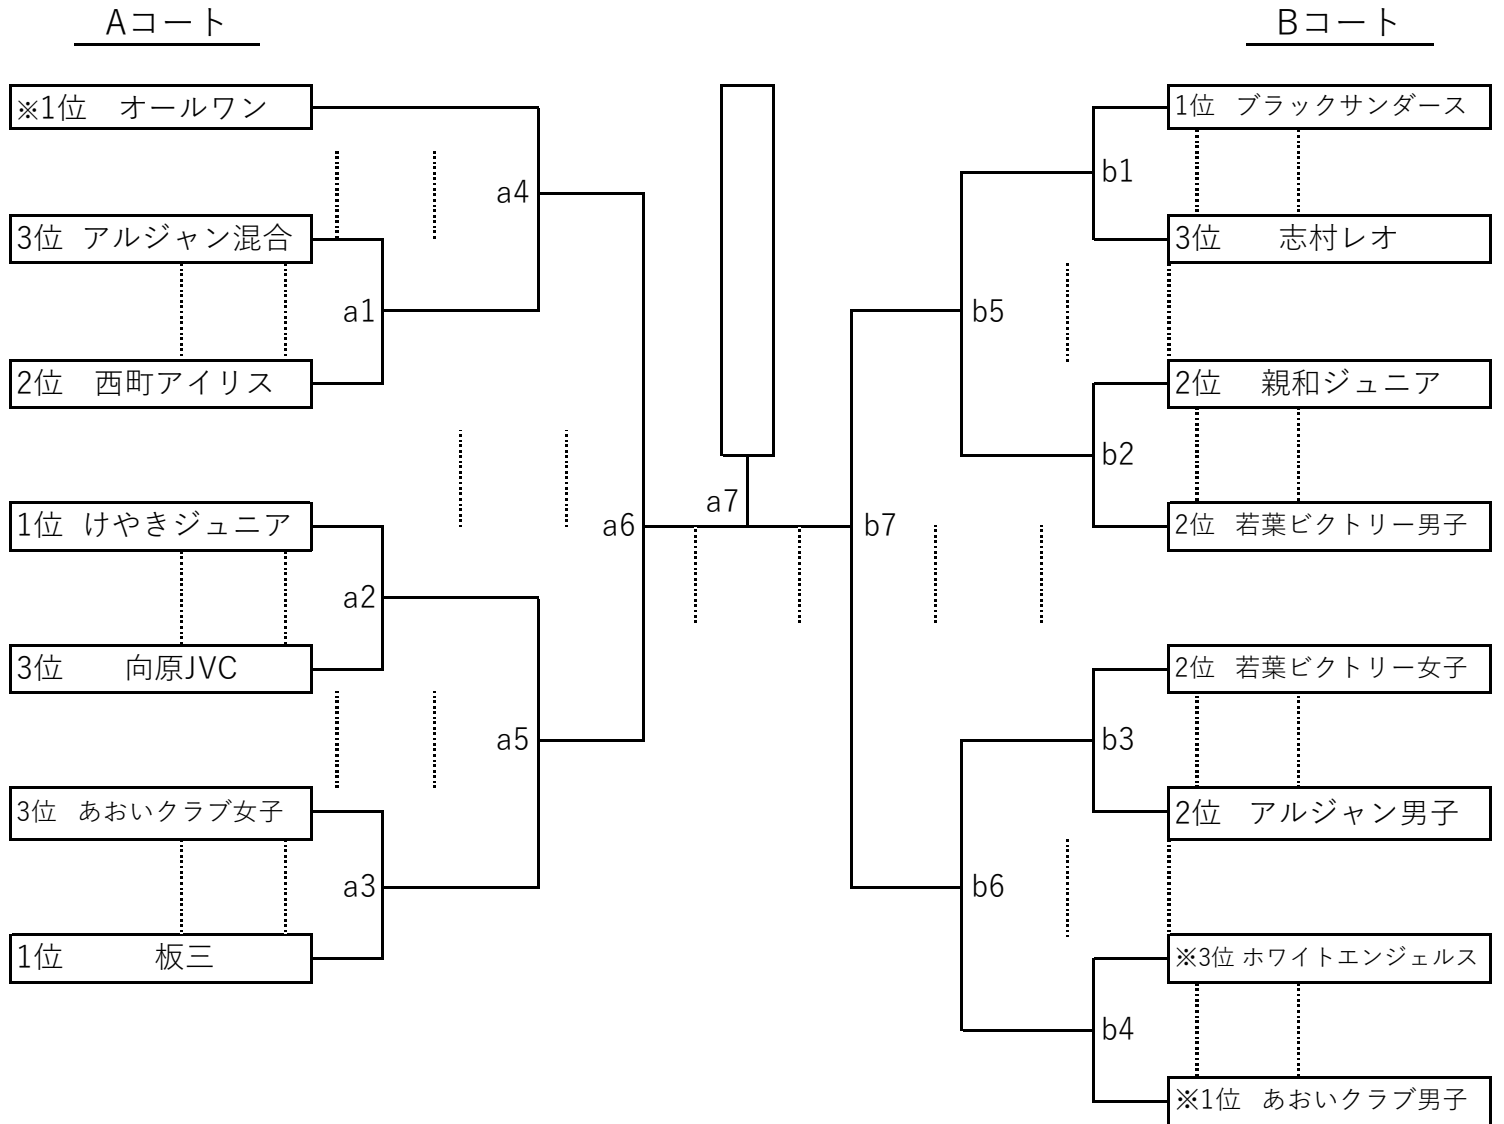 Aコート
※1位 オールワン
a4
3位 アルジャン混合
a1
2位 西町アイリス
1位 けやきジュニア
a6
a2
3位 向原JVC
a5
3位 あおいクラブ女子
a3
1位 板三
a7
Bコート
1位 ブラックサンダース
b1
3位 志村レオ
b5
2位 親和ジュニア
b2
2位 若葉ビクトリー男子
b7
2位 若葉ビクトリー女子
b3
2位 アルジャン男子
b6
※3位 ホワイトエンジェルス
b4
※1位 あおいクラブ男子